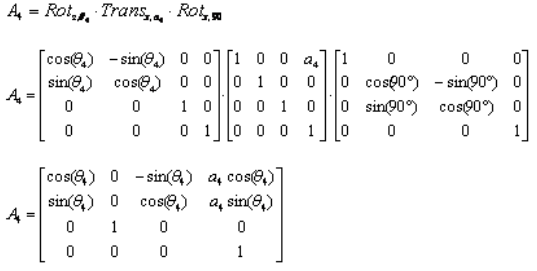 A₄ = Rot_z,θ₄ · Trans_x,a₄ · Rot_x,90
A₄ = [cos(θ₄) −sin(θ₄) 0 0] · [1 0 0 a₄] · [1 0 0 0]
[sin(θ₄) cos(θ₄) 0 0] [0 1 0 0] [0 cos(90°) −sin(90°) 0]
[0 0 1 0] [0 0 1 0] [0 sin(90°) cos(90°) 0]
[0 0 0 1] [0 0 0 1] [0 0 0 1]
A₄ = [cos(θ₄) 0 −sin(θ₄) a₄ cos(θ₄)]
[sin(θ₄) 0 cos(θ₄) a₄ sin(θ₄)]
[0 1 0 0]
[0 0 0 1]